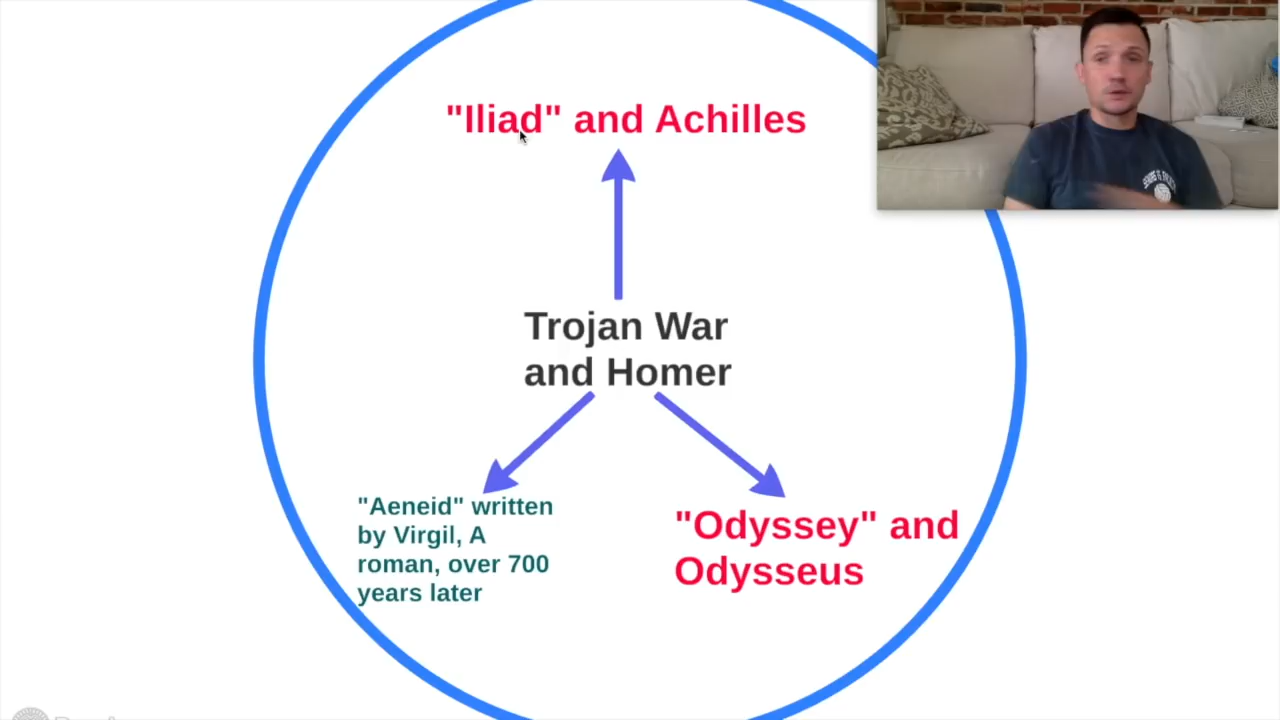 "Iliad" and Achilles
Trojan War
and Homer
"Aeneid" written
by Virgil, A
roman, over 700
years later
"Odyssey" and
Odysseus